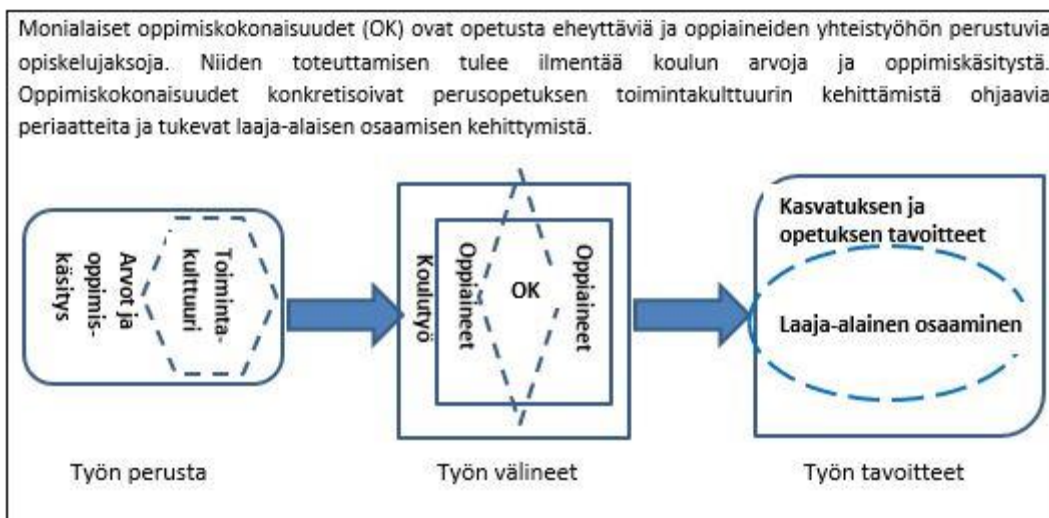 Monialaiset oppimiskokonaisuudet (OK) ovat opetusta eheyttäviä ja oppiaineiden yhteistyöhön perustuvia
opiskelujaksoja. Niiden toteuttamisen tulee ilmentää koulun arvoja ja oppimiskäsitystä.
Oppimiskokonaisuudet konkretisoivat perusopetuksen toimintakulttuurin kehittämistä ohjaavia
periaatteita ja tukevat laaja-alaisen osaamisen kehittymistä.
Arvot ja
oppimis-
käsitys
Toiminta-
kulttuuri
Koulutyö
Oppiaineet
OK
Oppiaineet
Kasvatuksen ja
opetuksen tavoitteet
Laaja-alainen osaaminen
Työn perusta
Työn välineet
Työn tavoitteet